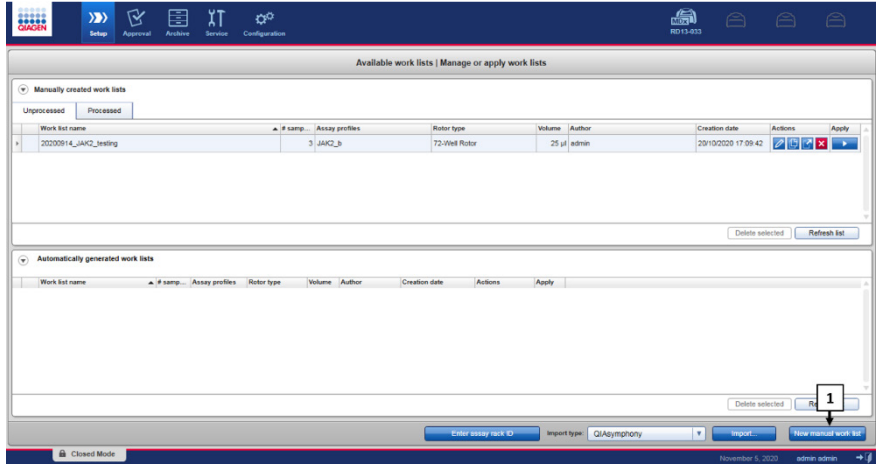 QIAGEN
Setup
Approval
Archive
Service
Configuration
MDx
RD13-033
Available work lists | Manage or apply work lists
Manually created work lists
Unprocessed Processed
Work list name # samp... Assay profiles Rotor type Volume Author Creation date Actions Apply
20200914_JAK2_testing 3 JAK2_b 72-Well Rotor 25 µl admin 20/10/2020 17:09:42
Delete selected Refresh list
Automatically generated work lists
Work list name # samp... Assay profiles Rotor type Volume Author Creation date Actions Apply
Delete selected
1
Enter assay rack ID Import type: QIAsymphony Import... New manual work list
Closed Mode November 5, 2020 admin admin